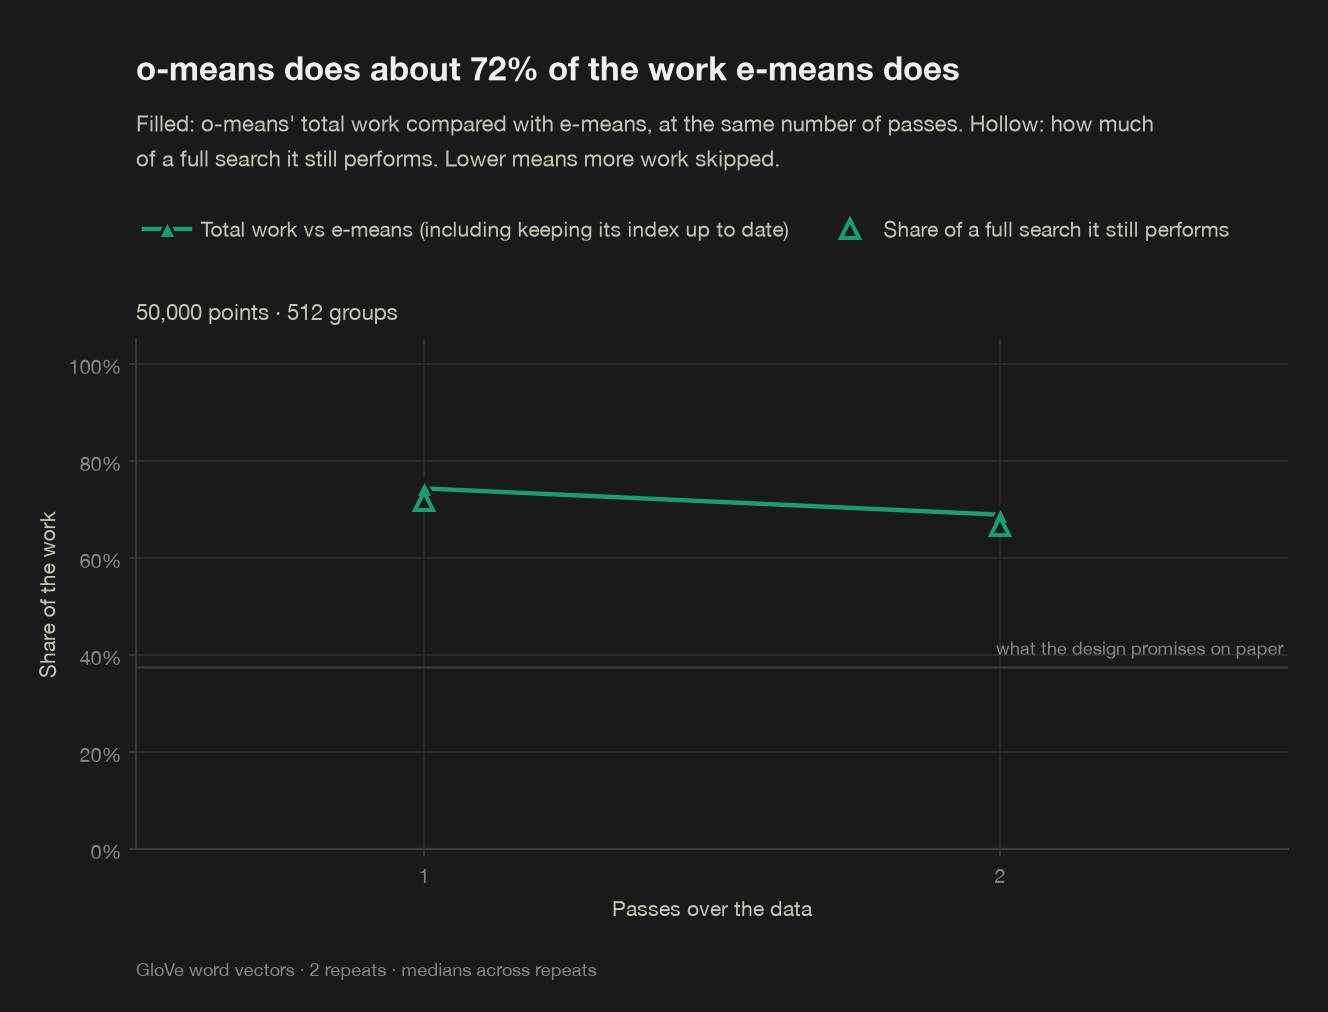 o-means does about 72% of the work e-means does
Filled: o-means' total work compared with e-means, at the same number of passes. Hollow: how much
of a full search it still performs. Lower means more work skipped.
Total work vs e-means (including keeping its index up to date)
Share of a full search it still performs
50,000 points · 512 groups
100%
80%
60%
40%
20%
0%
Share of the work
what the design promises on paper
1
2
Passes over the data
GloVe word vectors · 2 repeats · medians across repeats